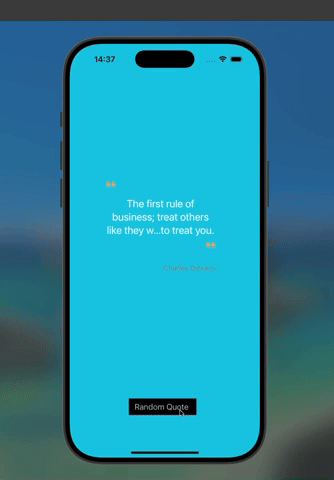 14:37
❝
The first rule of
business; treat others
like they w...to treat you.
❞
Charles Dickens
Random Quote